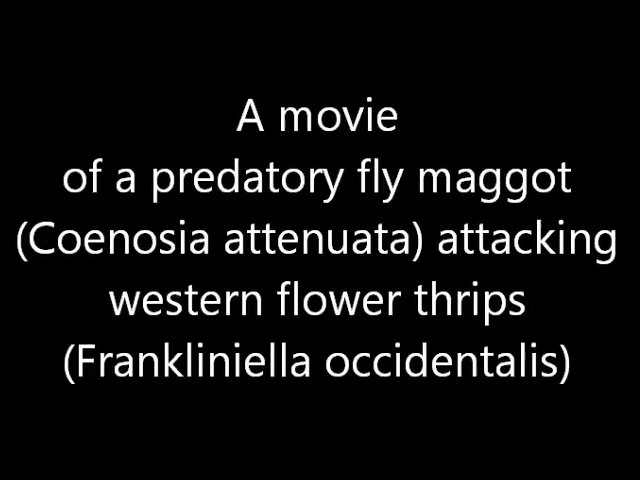 A movie
of a predatory fly maggot
(Coenosia attenuata) attacking
western flower thrips
(Frankliniella occidentalis)